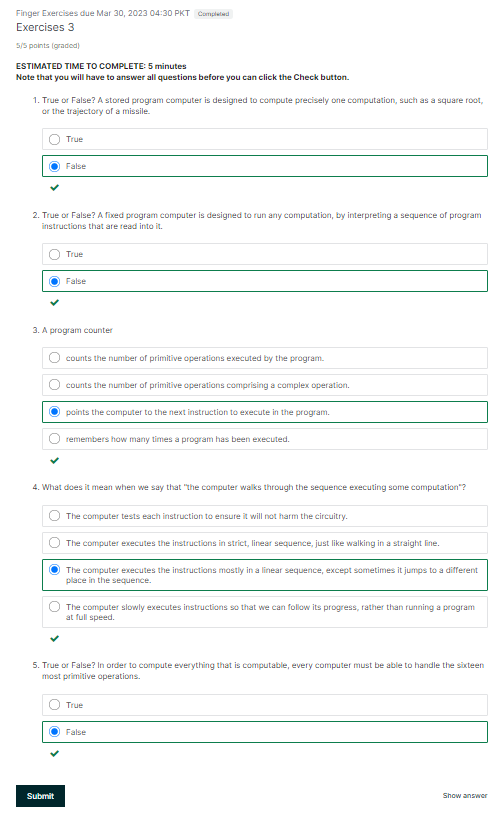 Finger Exercises due Mar 30, 2023 04:30 PKT Completed
Exercises 3
5/5 points (graded)
ESTIMATED TIME TO COMPLETE: 5 minutes
Note that you will have to answer all questions before you can click the Check button.
1. True or False? A stored program computer is designed to compute precisely one computation, such as a square root,
or the trajectory of a missile.
True
False
2. True or False? A fixed program computer is designed to run any computation, by interpreting a sequence of program
instructions that are read into it.
True
False
3. A program counter
counts the number of primitive operations executed by the program.
counts the number of primitive operations comprising a complex operation.
points the computer to the next instruction to execute in the program.
remembers how many times a program has been executed.
4. What does it mean when we say that "the computer walks through the sequence executing some computation"?
The computer tests each instruction to ensure it will not harm the circuitry.
The computer executes the instructions in strict, linear sequence, just like walking in a straight line.
The computer executes the instructions mostly in a linear sequence, except sometimes it jumps to a different
place in the sequence.
The computer slowly executes instructions so that we can follow its progress, rather than running a program
at full speed.
5. True or False? In order to compute everything that is computable, every computer must be able to handle the sixteen
most primitive operations.
True
False
Submit
Show answer